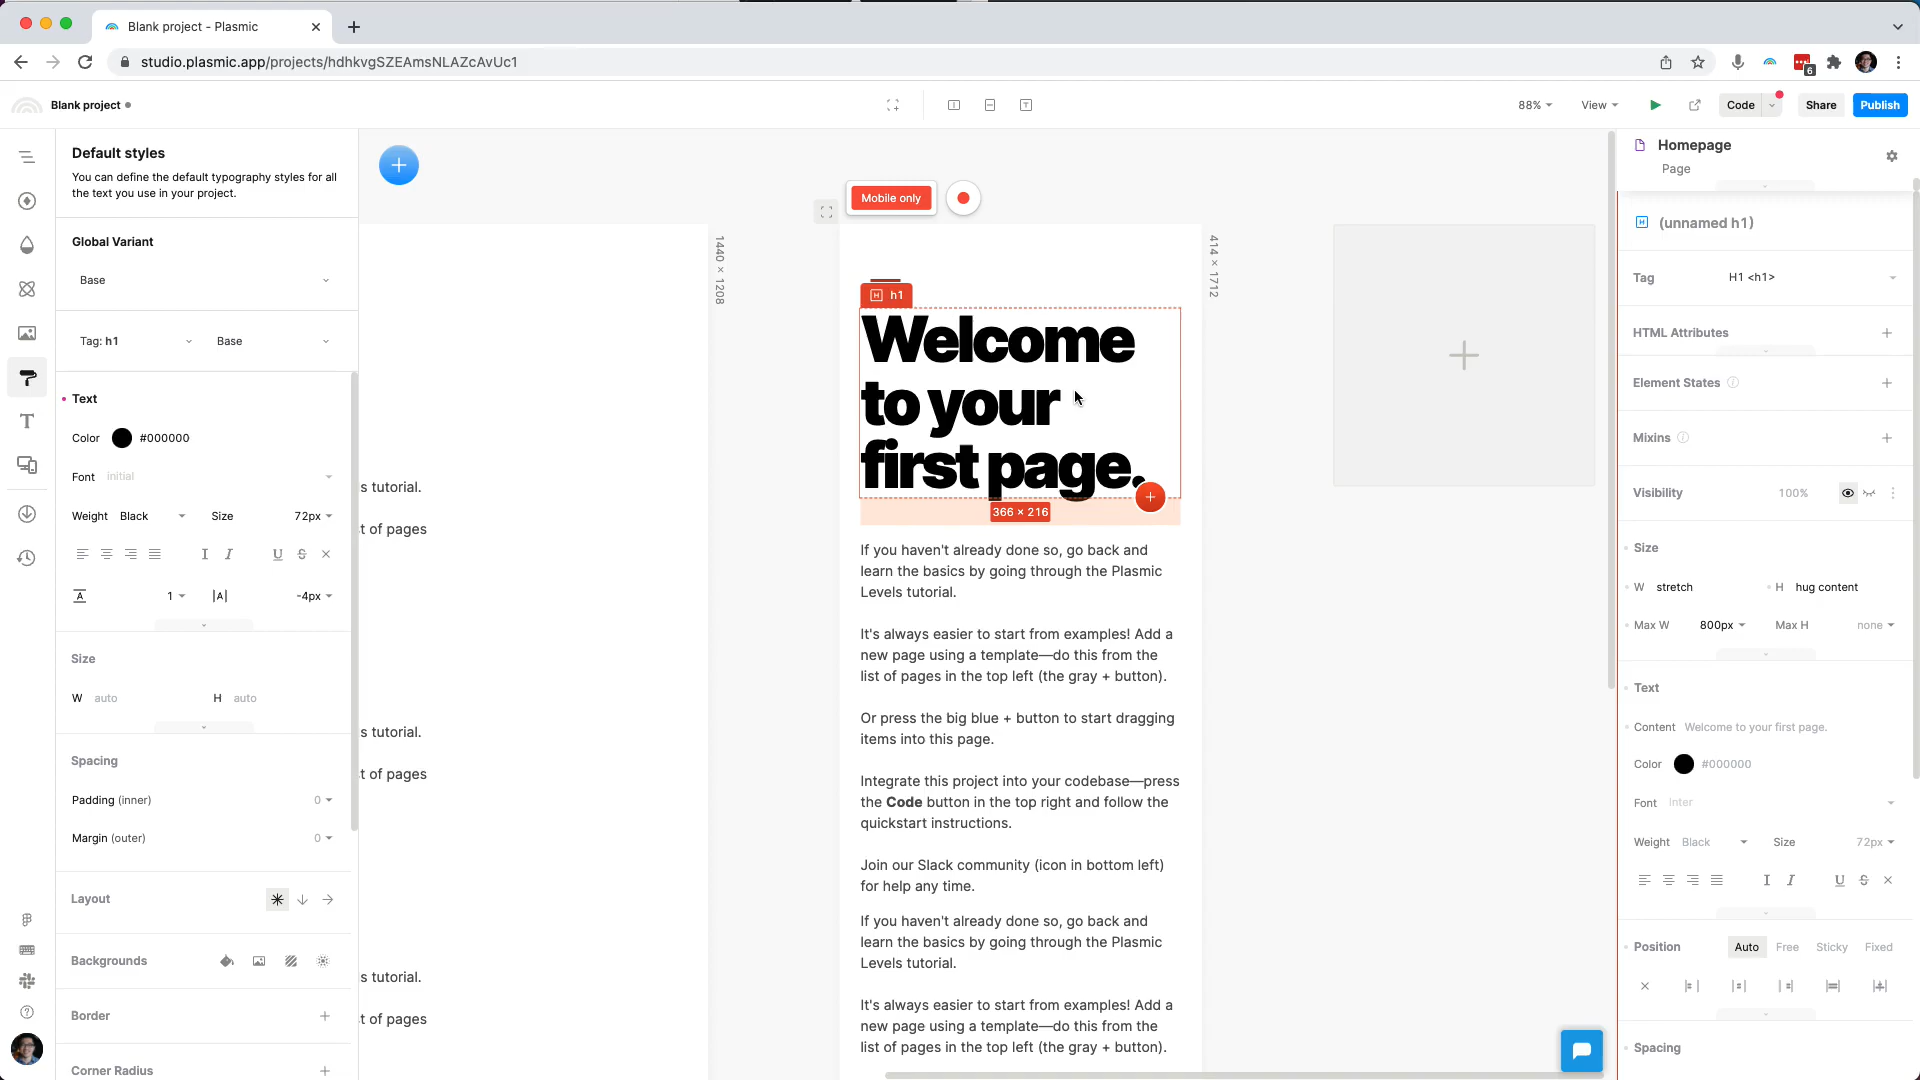 Blank project - Plasmic
studio.plasmic.app/projects/hdhkvgSZEAmsNLAZcAvUc1
6
Blank project
88%
View
Code
Share
Publish
Default styles
You can define the default typography styles for all
the text you use in your project.
Global Variant
Base
Tag: h1
Base
Text
Color
#000000
Font
initial
Weight
Black
Size
72px
1
-4px
Size
W
auto
H
auto
Spacing
Padding (inner)
0
Margin (outer)
0
Layout
Backgrounds
Border
Corner Radius
s tutorial.
t of pages
s tutorial.
t of pages
s tutorial.
t of pages
1440 × 1208
Mobile only
414 × 1712
h1
Welcome
to your
first page.
366 × 216
If you haven't already done so, go back and
learn the basics by going through the Plasmic
Levels tutorial.
It's always easier to start from examples! Add a
new page using a template—do this from the
list of pages in the top left (the gray + button).
Or press the big blue + button to start dragging
items into this page.
Integrate this project into your codebase—press
the Code button in the top right and follow the
quickstart instructions.
Join our Slack community (icon in bottom left)
for help any time.
If you haven't already done so, go back and
learn the basics by going through the Plasmic
Levels tutorial.
It's always easier to start from examples! Add a
new page using a template—do this from the
list of pages in the top left (the gray + button).
Homepage
Page
(unnamed h1)
Tag
H1 <h1>
HTML Attributes
Element States
Mixins
Visibility
100%
Size
W
stretch
H
hug content
Max W
800px
Max H
none
Text
Content
Welcome to your first page.
Color
#000000
Font
Inter
Weight
Black
Size
72px
Position
Auto
Free
Sticky
Fixed
Spacing